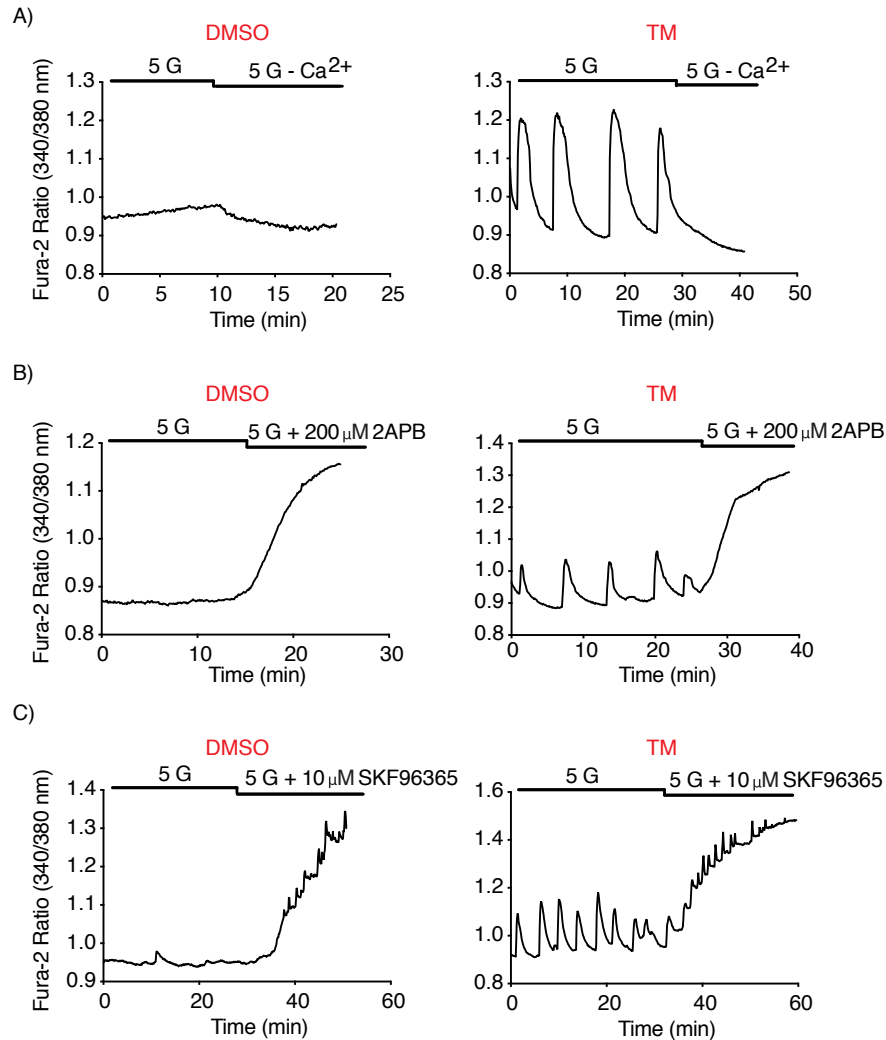 A)
DMSO
TM
5 G
5 G - Ca2+
5 G
5 G - Ca2+
Fura-2 Ratio (340/380 nm)
1.3
1.2
1.0
0.9
0.8
0
5
10
15
20
25
Time (min)
1.3
1.2
1.0
0.9
0.8
0
10
20
30
40
50
Time (min)
B)
DMSO
TM
5 G
5 G + 200 μM 2APB
5 G
5 G + 200 μM 2APB
Fura-2 Ratio (340/380 nm)
1.2
1.1
1.0
0.9
0.8
0
10
20
30
Time (min)
1.4
1.3
1.2
1.1
1.0
0.9
0.8
0
10
20
30
40
Time (min)
C)
DMSO
TM
5 G
5 G + 10 μM SKF96365
5 G
5 G + 10 μM SKF96365
Fura-2 Ratio (340/380 nm)
1.4
1.3
1.2
1.1
1.0
0.9
0
20
40
60
Time (min)
1.6
1.4
1.2
1.0
0.8
0
20
40
60
Time (min)